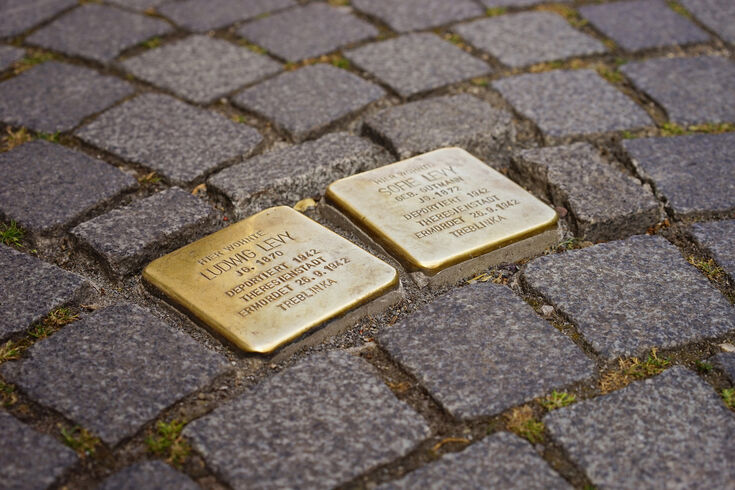 HIER WOHNTE
LUDWIG LEVY
JG. 1870
DEPORTIERT 1942
THERESIENSTADT
ERMORDET 26.9.1942
TREBLINKA
HIER WOHNTE
SOFIE LEVY
GEB. GUTMANN
JG. 1872
DEPORTIERT 1942
THERESIENSTADT
ERMORDET 26.9.1942
TREBLINKA